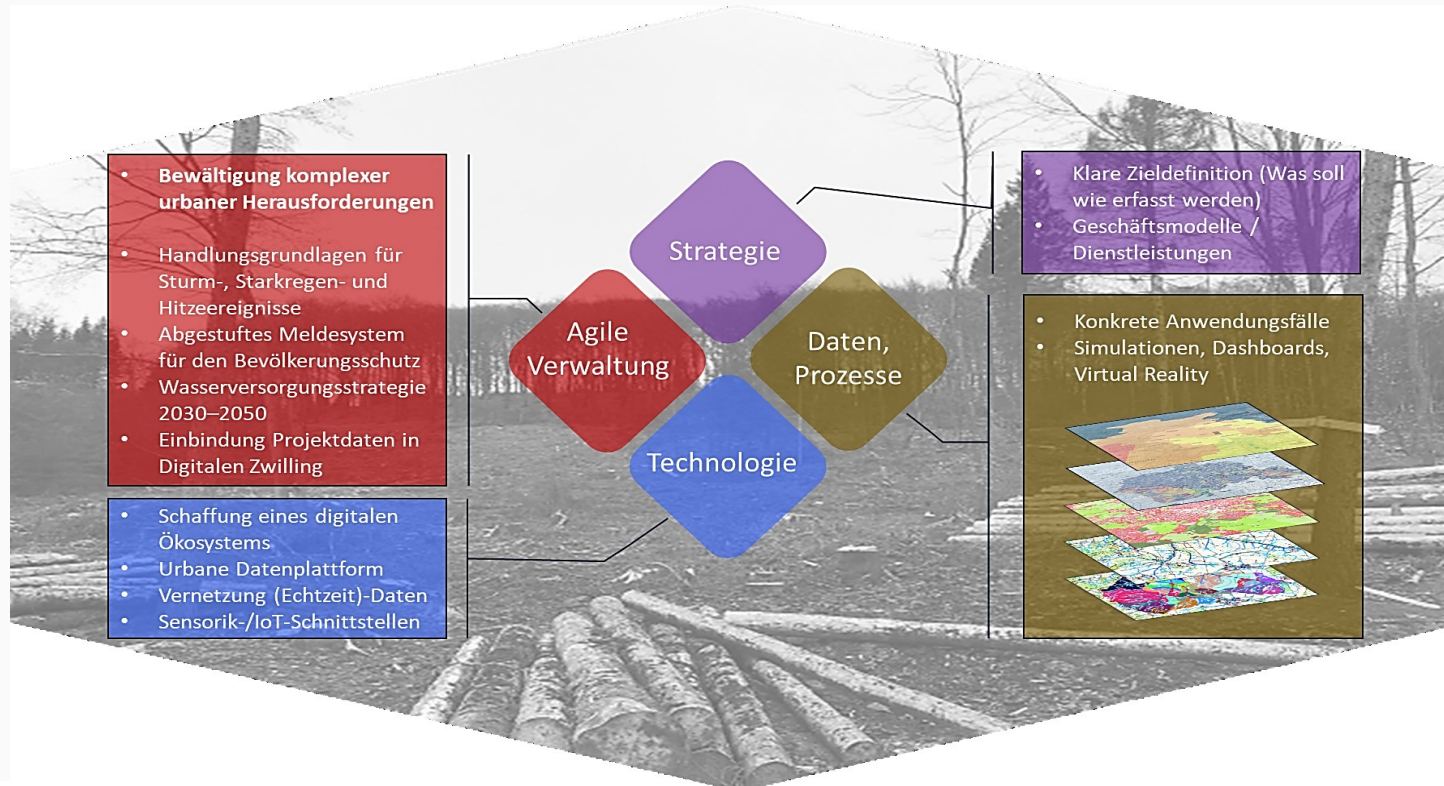 • Bewältigung komplexer
urbaner Herausforderungen
• Handlungsgrundlagen für
Sturm-, Starkregen- und
Hitzeereignisse
• Abgestuftes Meldesystem
für den Bevölkerungsschutz
• Wasserversorgungsstrategie
2030–2050
• Einbindung Projektdaten in
Digitalen Zwilling
• Schaffung eines digitalen
Ökosystems
• Urbane Datenplattform
• Vernetzung (Echtzeit)-Daten
• Sensorik-/IoT-Schnittstellen
Strategie
Agile
Verwaltung
Daten,
Prozesse
Technologie
• Klare Zieldefinition (Was soll
wie erfasst werden)
• Geschäftsmodelle /
Dienstleistungen
• Konkrete Anwendungsfälle
• Simulationen, Dashboards,
Virtual Reality